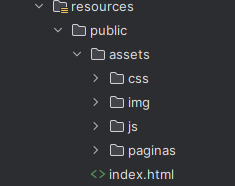 resources
public
assets
css
img
js
paginas
index.html